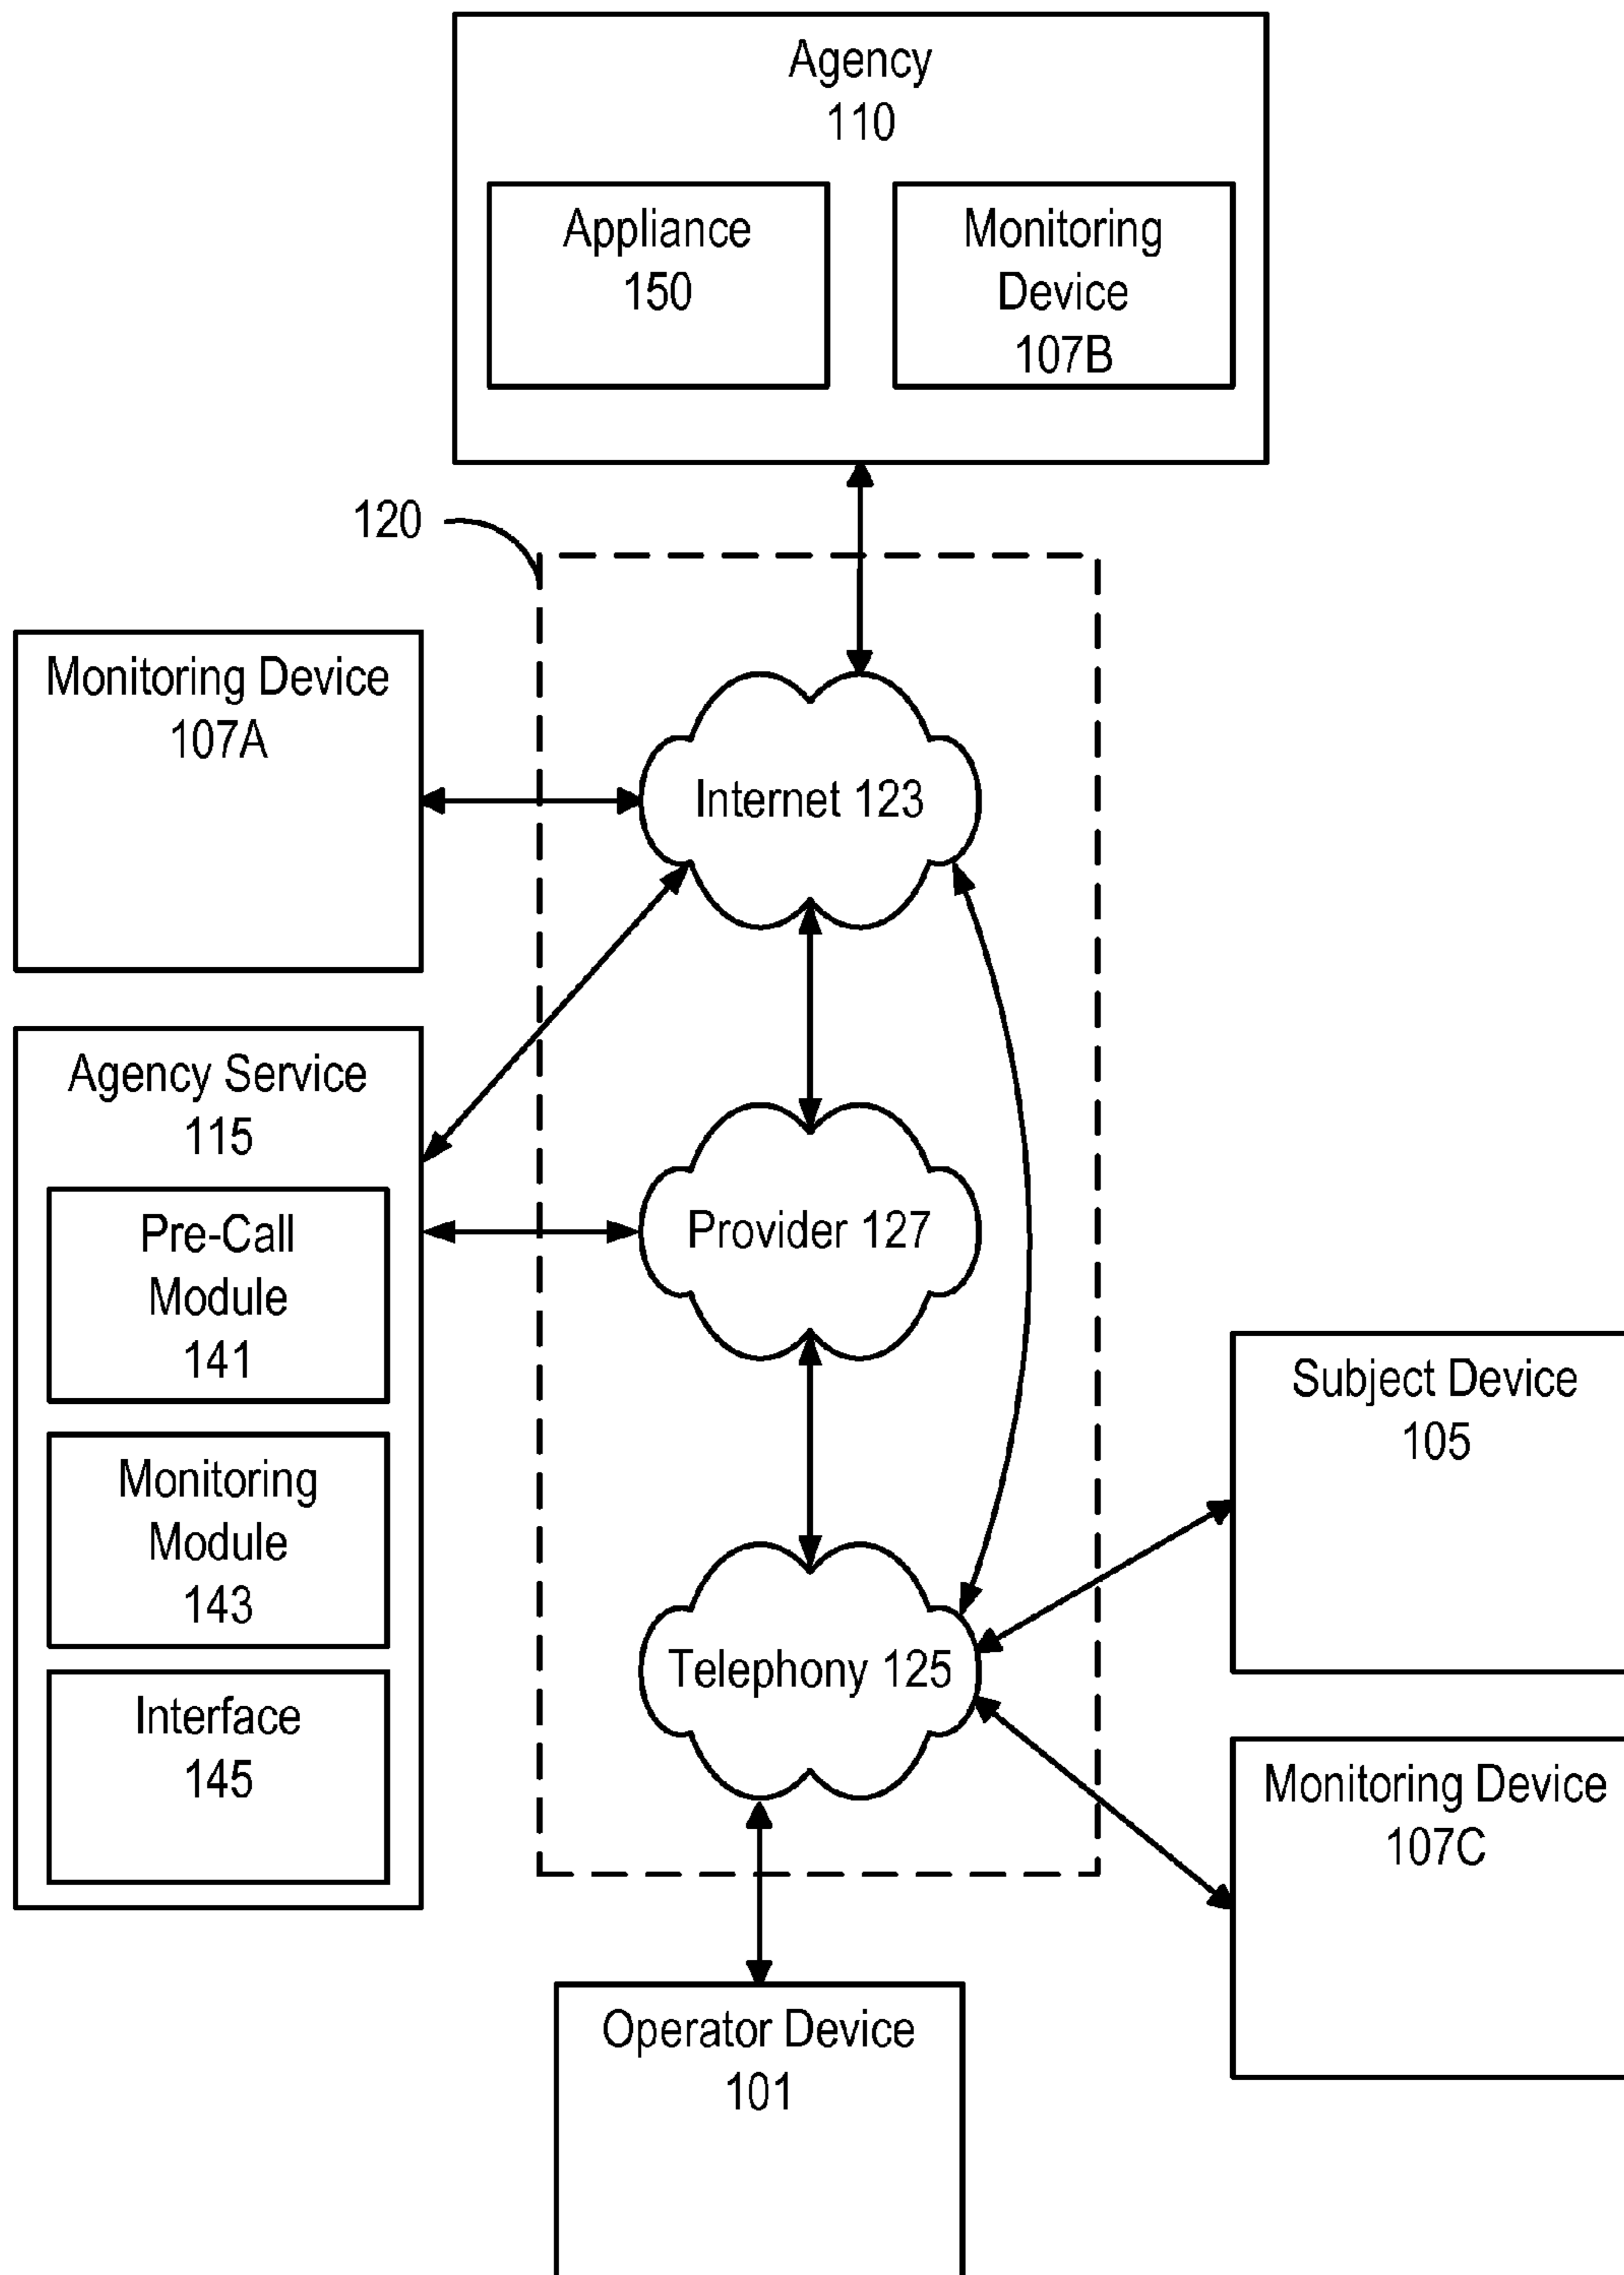 Agency
110
Appliance
150
Monitoring
Device
107B
120
Monitoring Device
107A
Internet 123
Agency Service
115
Pre-Call
Module
141
Provider 127
Monitoring
Module
143
Interface
145
Subject Device
105
Telephony 125
Monitoring Device
107C
Operator Device
101